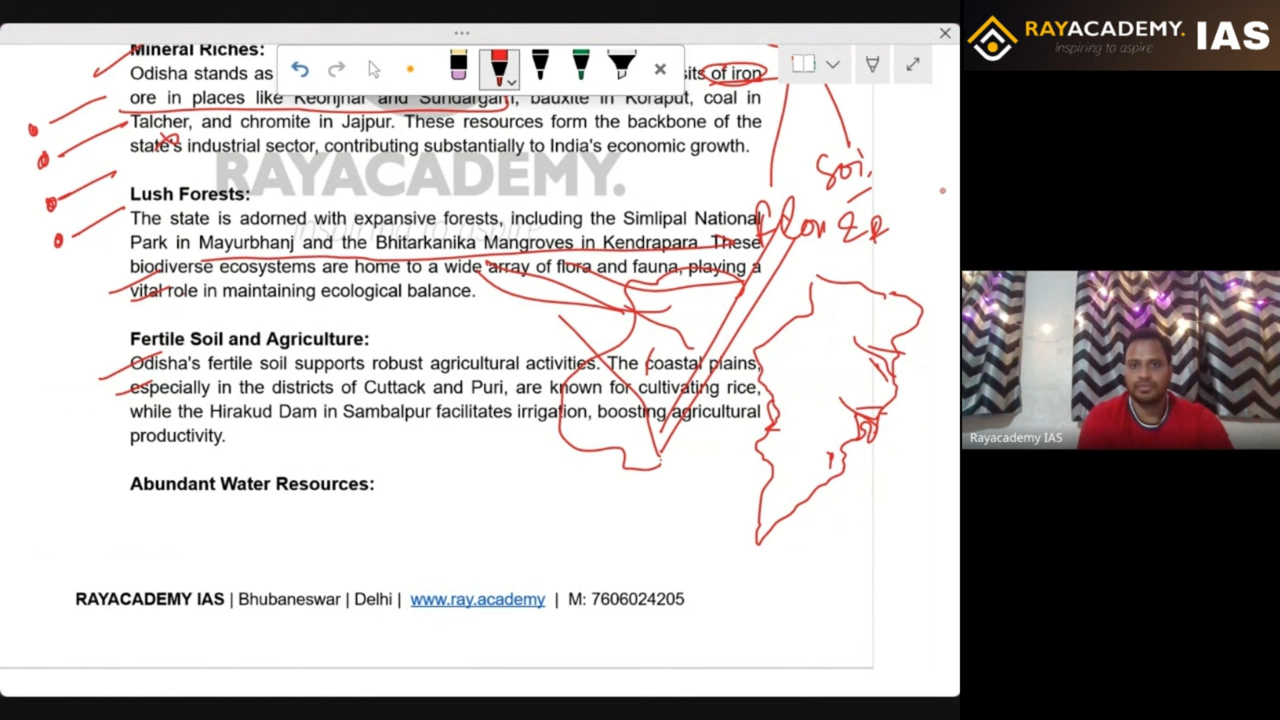 RAYACADEMY. IAS
inspiring to aspire
Mineral Riches:
Odisha stands as
sits of iron
ore in places like Keonjhar and Sundargarh, bauxite in Koraput, coal in
Talcher, and chromite in Jajpur. These resources form the backbone of the
state's industrial sector, contributing substantially to India's economic growth.
Soi
RAYACADEMY.
inspiring to aspire
Lush Forests:
The state is adorned with expansive forests, including the Simlipal National
Park in Mayurbhanj and the Bhitarkanika Mangroves in Kendrapara. These
biodiverse ecosystems are home to a wide array of flora and fauna, playing a
vital role in maintaining ecological balance.
Fertile Soil and Agriculture:
Odisha's fertile soil supports robust agricultural activities. The coastal plains,
especially in the districts of Cuttack and Puri, are known for cultivating rice,
while the Hirakud Dam in Sambalpur facilitates irrigation, boosting agricultural
productivity.
Abundant Water Resources:
RAYACADEMY IAS | Bhubaneswar | Delhi | www.ray.academy | M: 7606024205
Rayacademy IAS